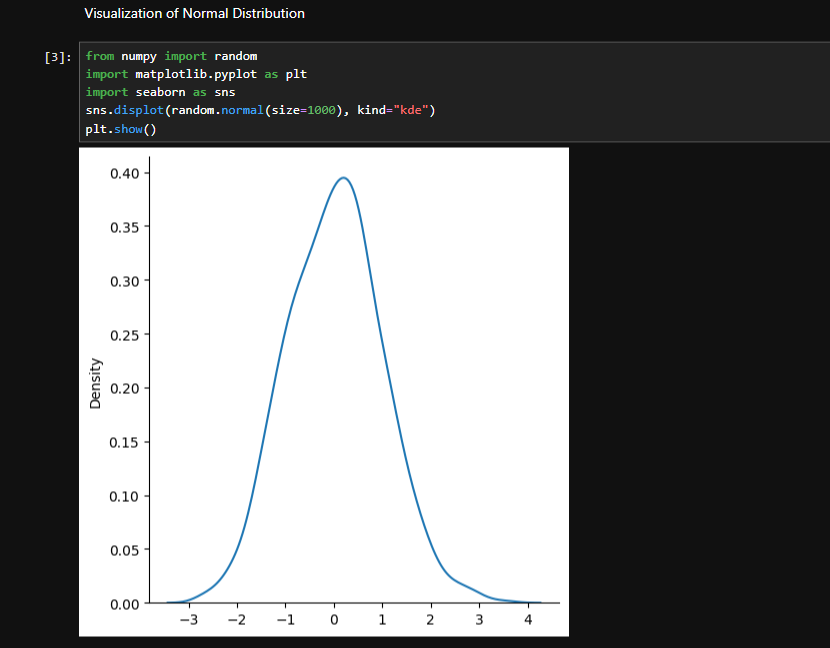 Visualization of Normal Distribution
[3]:
from numpy import random
import matplotlib.pyplot as plt
import seaborn as sns
sns.displot(random.normal(size=1000), kind="kde")
plt.show()
0.40
0.35
0.30
0.25
0.20
0.15
0.10
0.05
0.00
Density
−3 −2 −1 0 1 2 3 4